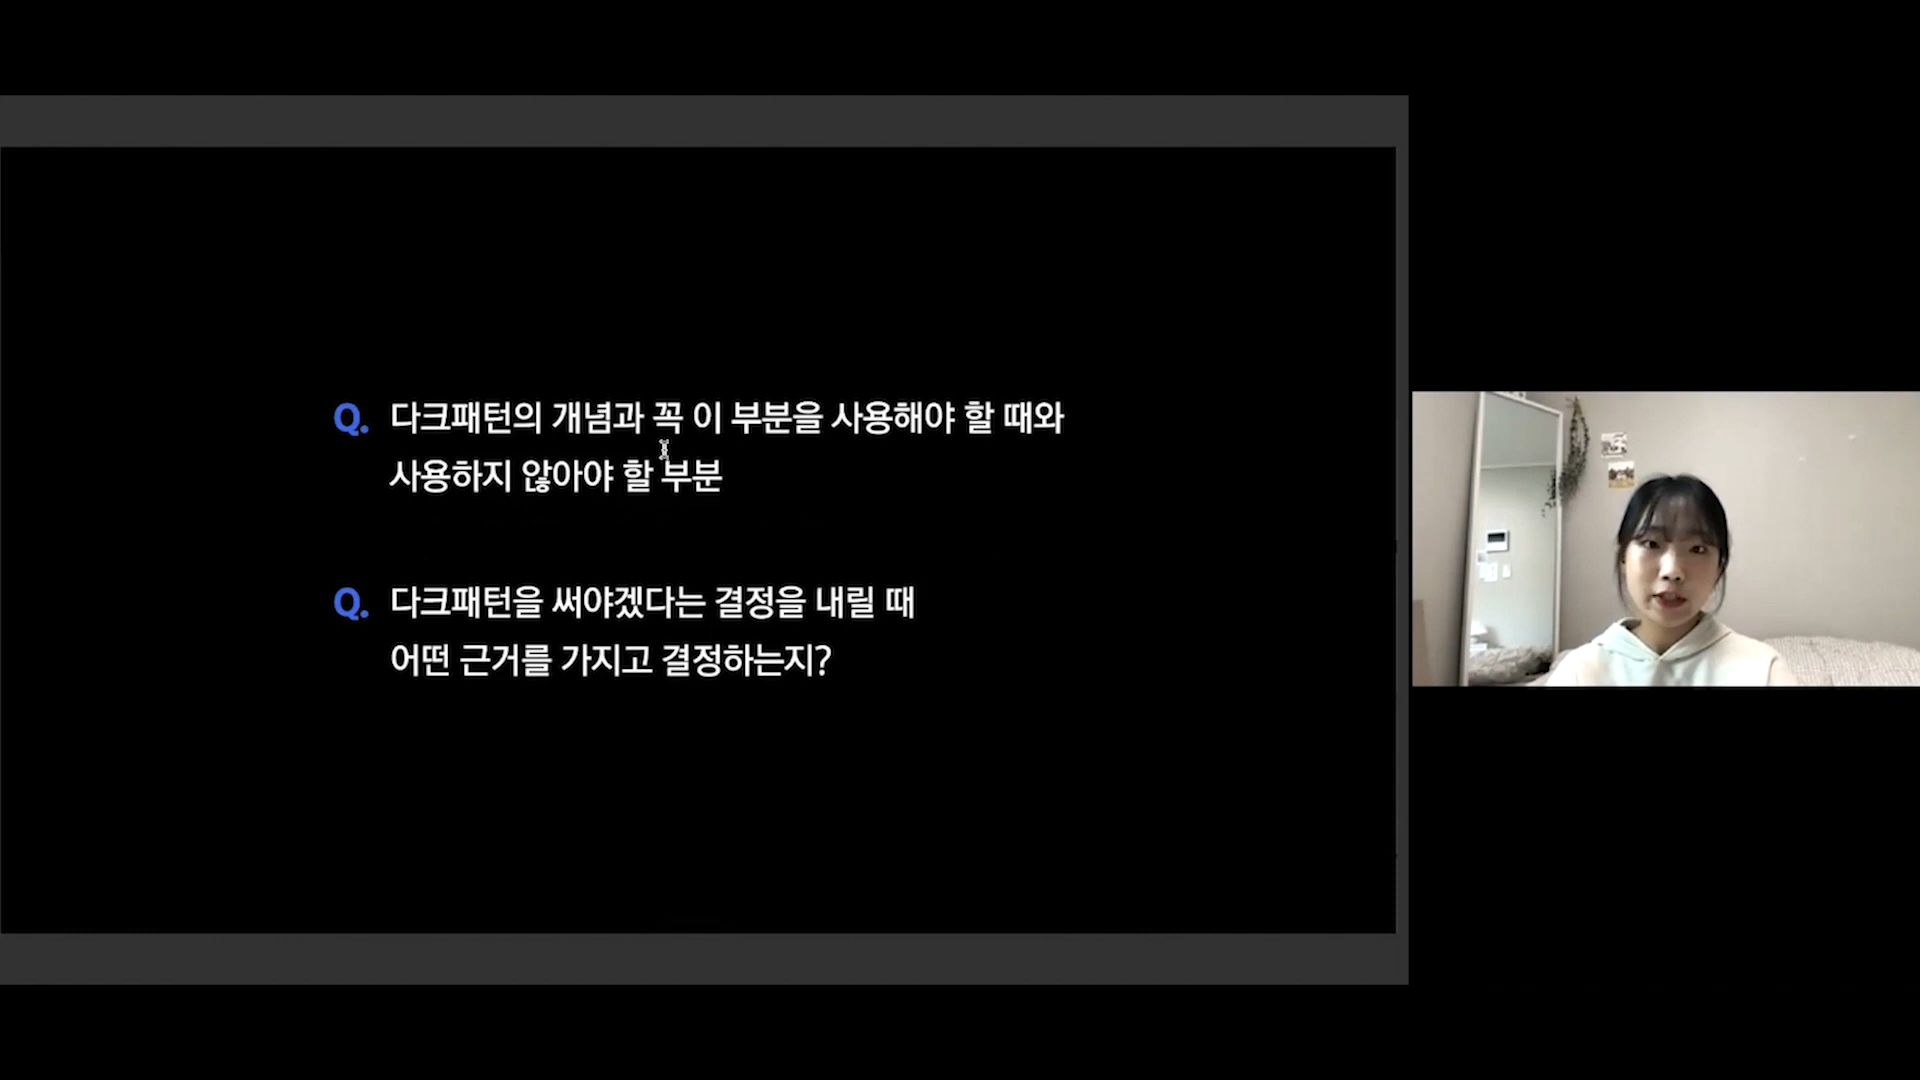 Q. 다크패턴의 개념과 꼭 이 부분을 사용해야 할 때와
사용하지 않아야 할 부분
Q. 다크패턴을 써야겠다는 결정을 내릴 때
어떤 근거를 가지고 결정하는지?